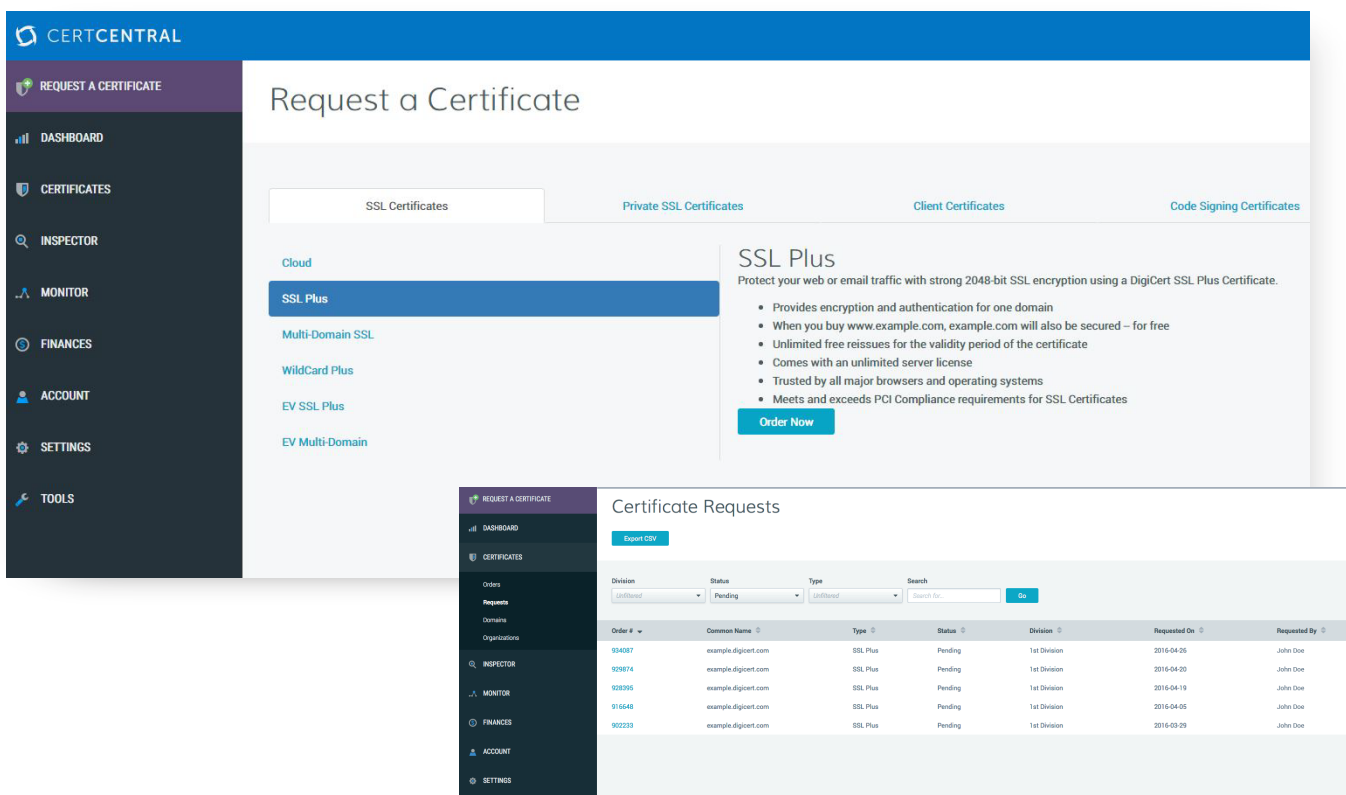 CERTCENTRAL
REQUEST A CERTIFICATE
DASHBOARD
CERTIFICATES
INSPECTOR
MONITOR
FINANCES
ACCOUNT
SETTINGS
TOOLS
Request a Certificate
SSL Certificates
Private SSL Certificates
Client Certificates
Code Signing Certificates
Cloud
SSL Plus
Multi-Domain SSL
WildCard Plus
EV SSL Plus
EV Multi-Domain
SSL Plus
Protect your web or email traffic with strong 2048-bit SSL encryption using a DigiCert SSL Plus Certificate.
Provides encryption and authentication for one domain
When you buy www.example.com, example.com will also be secured – for free
Unlimited free reissues for the validity period of the certificate
Comes with an unlimited server license
Trusted by all major browsers and operating systems
Meets and exceeds PCI Compliance requirements for SSL Certificates
Order Now
REQUEST A CERTIFICATE
DASHBOARD
CERTIFICATES
Orders
Requests
Domains
Organizations
INSPECTOR
MONITOR
FINANCES
ACCOUNT
SETTINGS
Certificate Requests
Export CSV
Division Status Type Search
Unfiltered Pending Unfiltered Search for.. Go
Order # Common Name Type Status Division Requested On Requested By
934087 example.digicert.com SSL Plus Pending 1st Division 2016-04-26 John Doe
929874 example.digicert.com SSL Plus Pending 1st Division 2016-04-20 John Doe
928395 example.digicert.com SSL Plus Pending 1st Division 2016-04-19 John Doe
916648 example.digicert.com SSL Plus Pending 1st Division 2016-04-05 John Doe
902233 example.digicert.com SSL Plus Pending 1st Division 2016-03-29 John Doe